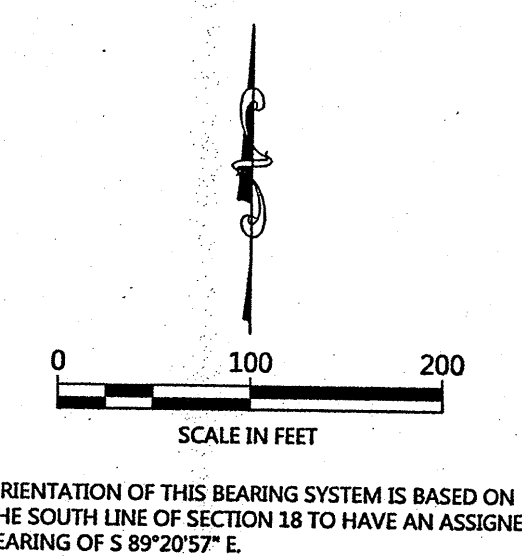 0 100 200
SCALE IN FEET
RIENTATION OF THIS BEARING SYSTEM IS BASED ON
HE SOUTH LINE OF SECTION 18 TO HAVE AN ASSIGNE
EARING OF S 89°20'57" E.